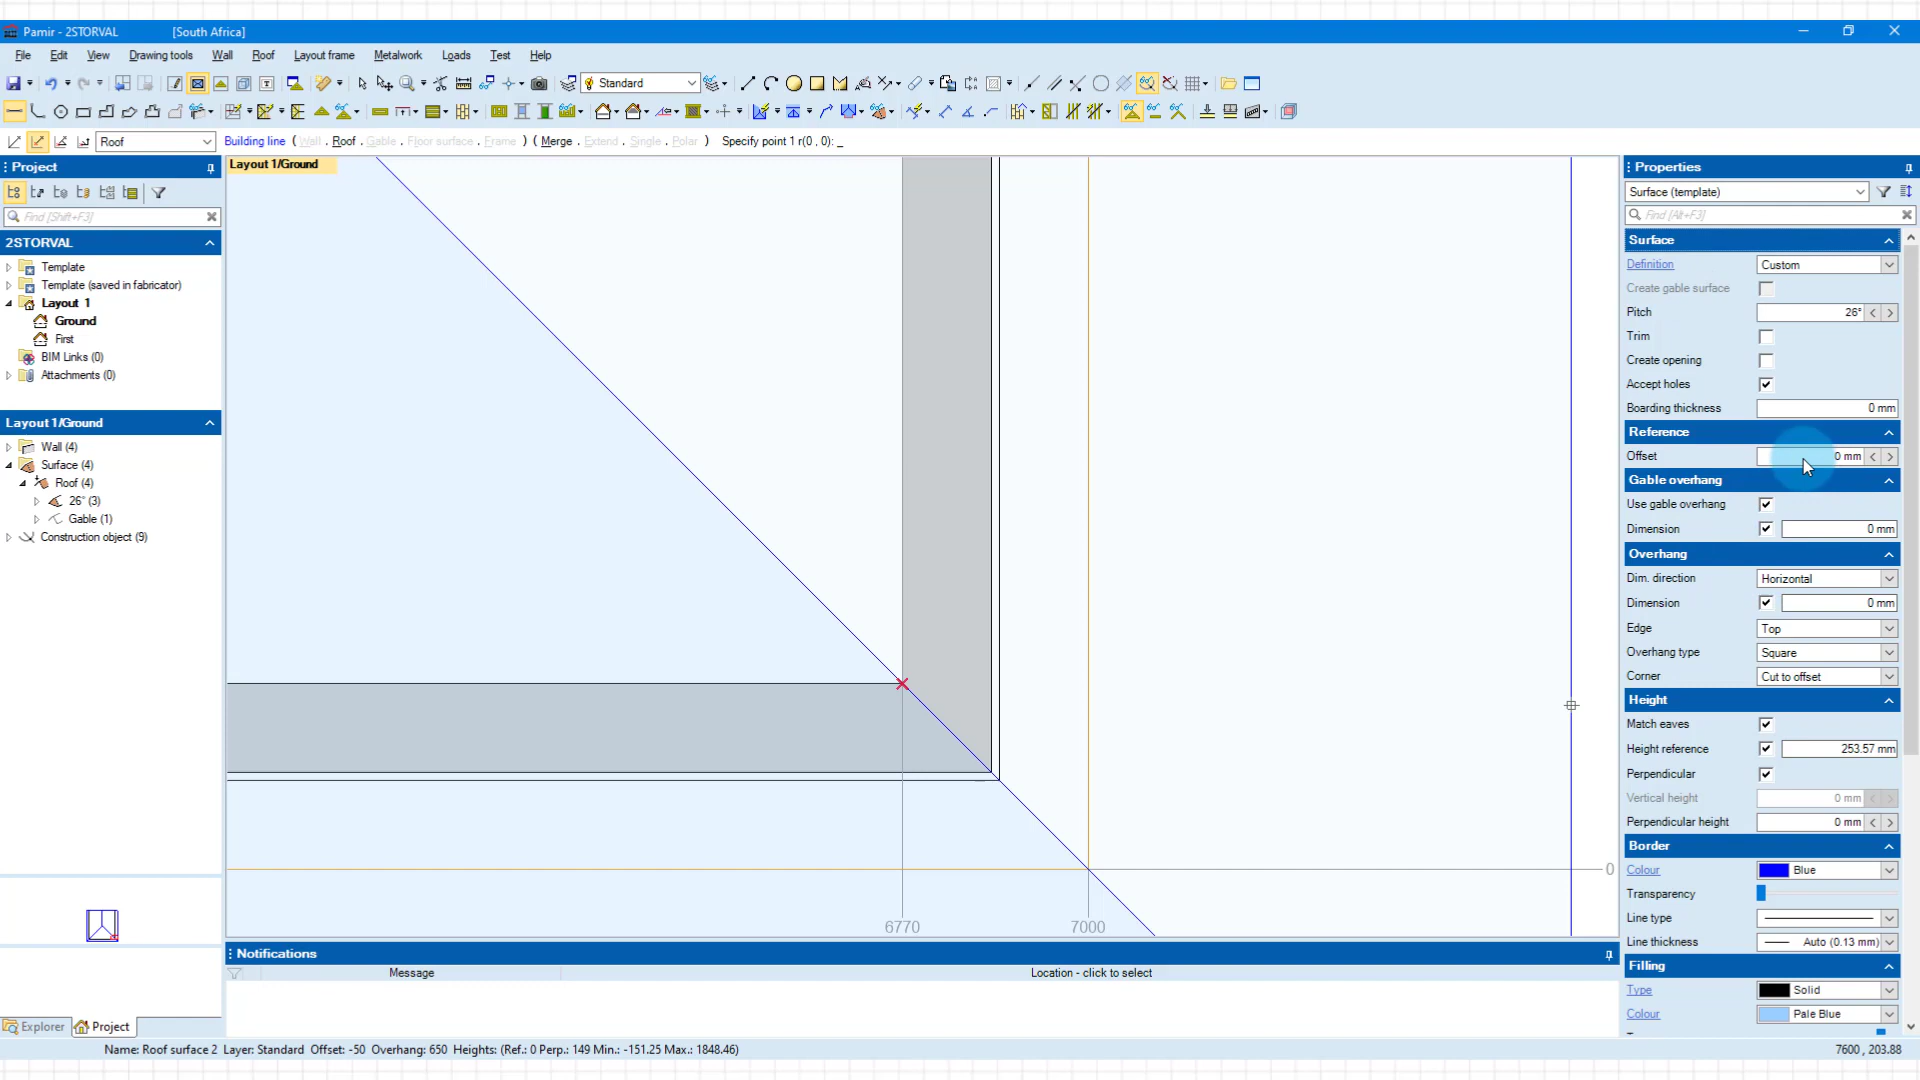 Pamir - 2STORVAL [South Africa]
File Edit View Drawing tools Wall Roof Layout frame Metalwork Loads Test Help
Standard
Roof Building line ( Wall . Roof . Gable . Floor surface . Frame ) ( Merge . Extend . Single . Polar ) Specify point 1 r(0 , 0): _
Project
Find [Shift+F3]
2STORVAL
Template
Template (saved in fabricator)
Layout 1
Ground
First
BIM Links (0)
Attachments (0)
Layout 1/Ground
Wall (4)
Surface (4)
Roof (4)
26° (3)
Gable (1)
Construction object (9)
Explorer Project
Layout 1/Ground
0
6770 7000
Notifications
Message Location - click to select
Properties
Surface (template)
Find [Alt+F3]
Surface
Definition Custom
Create gable surface
Pitch 26°
Trim
Create opening
Accept holes
Boarding thickness 0 mm
Reference
Offset 0 mm
Gable overhang
Use gable overhang
Dimension 0 mm
Overhang
Dim. direction Horizontal
Dimension 0 mm
Edge Top
Overhang type Square
Corner Cut to offset
Height
Match eaves
Height reference 253.57 mm
Perpendicular
Vertical height 0 mm
Perpendicular height 0 mm
Border
Colour Blue
Transparency
Line type
Line thickness Auto (0.13 mm)
Filling
Type Solid
Colour Pale Blue
Name: Roof surface 2 Layer: Standard Offset: -50 Overhang: 650 Heights: (Ref.: 0 Perp.: 149 Min.: -151.25 Max.: 1848.46)
7600 , 203.88